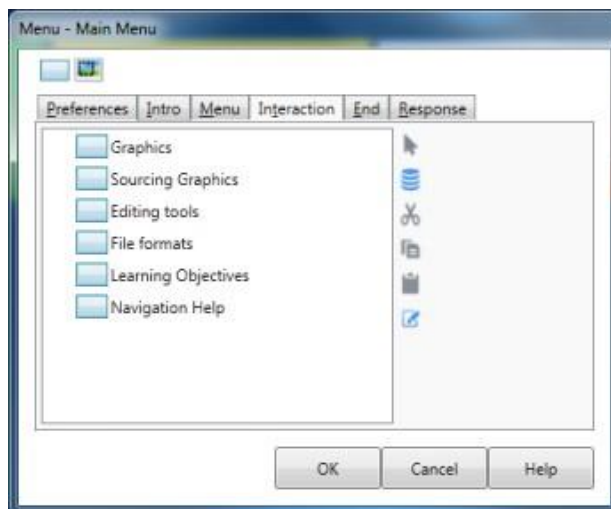 Menu - Main Menu
Preferences Intro Menu Interaction End Response
Graphics
Sourcing Graphics
Editing tools
File formats
Learning Objectives
Navigation Help
OK Cancel Help